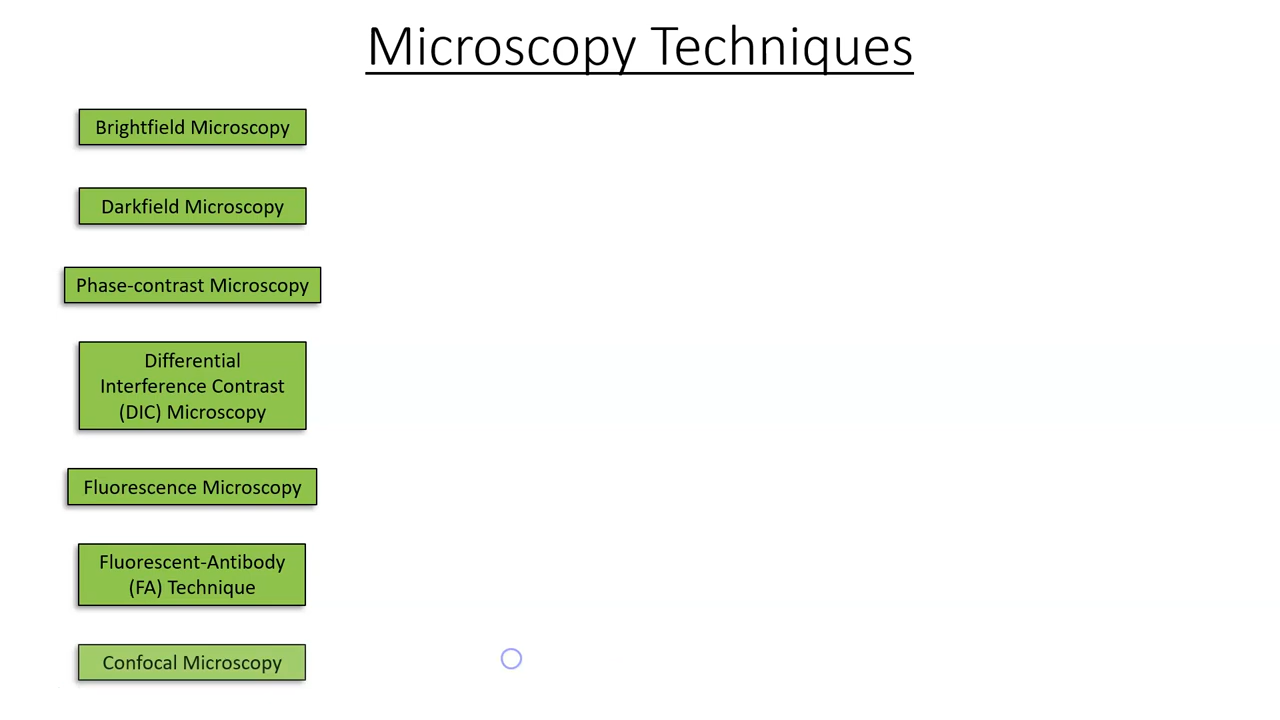 Microscopy Techniques
Brightfield Microscopy
Darkfield Microscopy
Phase-contrast Microscopy
Differential
Interference Contrast
(DIC) Microscopy
Fluorescence Microscopy
Fluorescent-Antibody
(FA) Technique
Confocal Microscopy